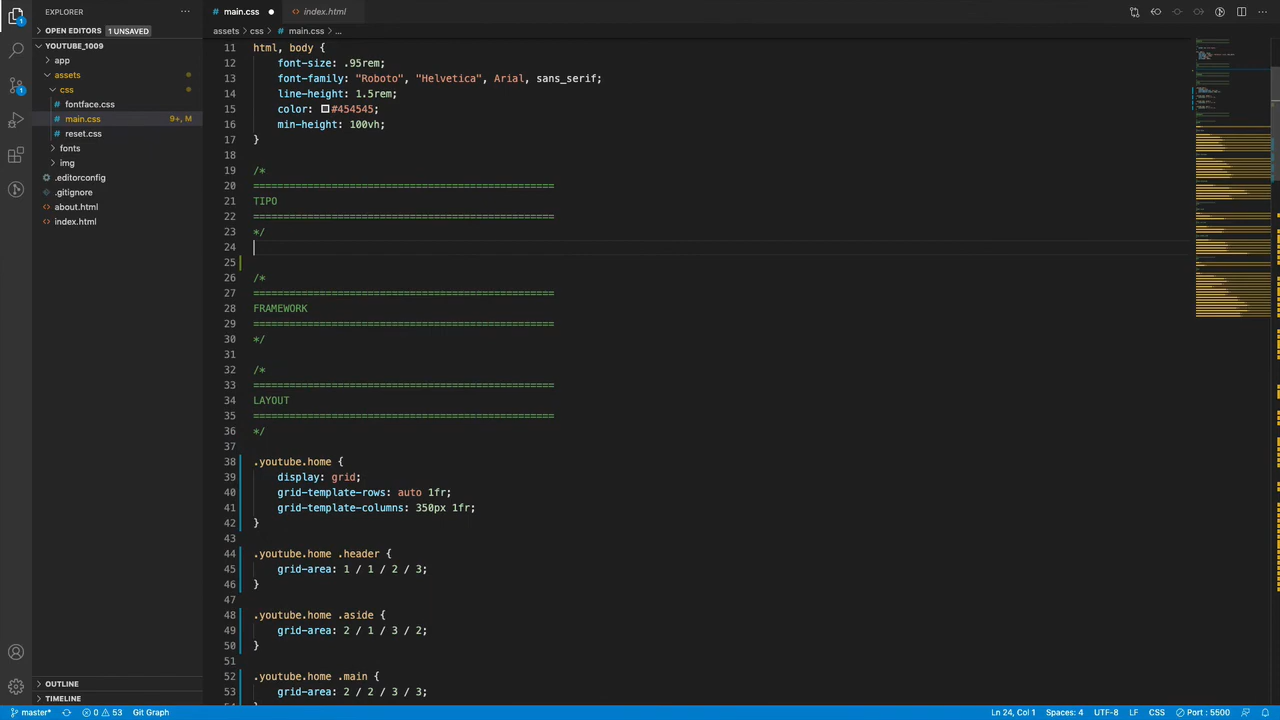 EXPLORER
main.css
index.html
OPEN EDITORS 1 UNSAVED
assets
css
main.css
...
YOUTUBE_1009
app
assets
css
fontface.css
main.css 9+, M
reset.css
fonts
img
.editorconfig
.gitignore
about.html
index.html
11 html, body {
12 font-size: .95rem;
13 font-family: "Roboto", "Helvetica", Arial, sans_serif;
14 line-height: 1.5rem;
15 color: #454545;
16 min-height: 100vh;
17 }
18
19 /*
20 ==================================================
21 TIPO
22 ==================================================
23 */
24
25
26 /*
27 ==================================================
28 FRAMEWORK
29 ==================================================
30 */
31
32 /*
33 ==================================================
34 LAYOUT
35 ==================================================
36 */
37
38 .youtube.home {
39 display: grid;
40 grid-template-rows: auto 1fr;
41 grid-template-columns: 350px 1fr;
42 }
43
44 .youtube.home .header {
45 grid-area: 1 / 1 / 2 / 3;
46 }
47
48 .youtube.home .aside {
49 grid-area: 2 / 1 / 3 / 2;
50 }
51
52 .youtube.home .main {
53 grid-area: 2 / 2 / 3 / 3;
OUTLINE
TIMELINE
master* 0 53 Git Graph
Ln 24, Col 1 Spaces: 4 UTF-8 LF CSS Port : 5500